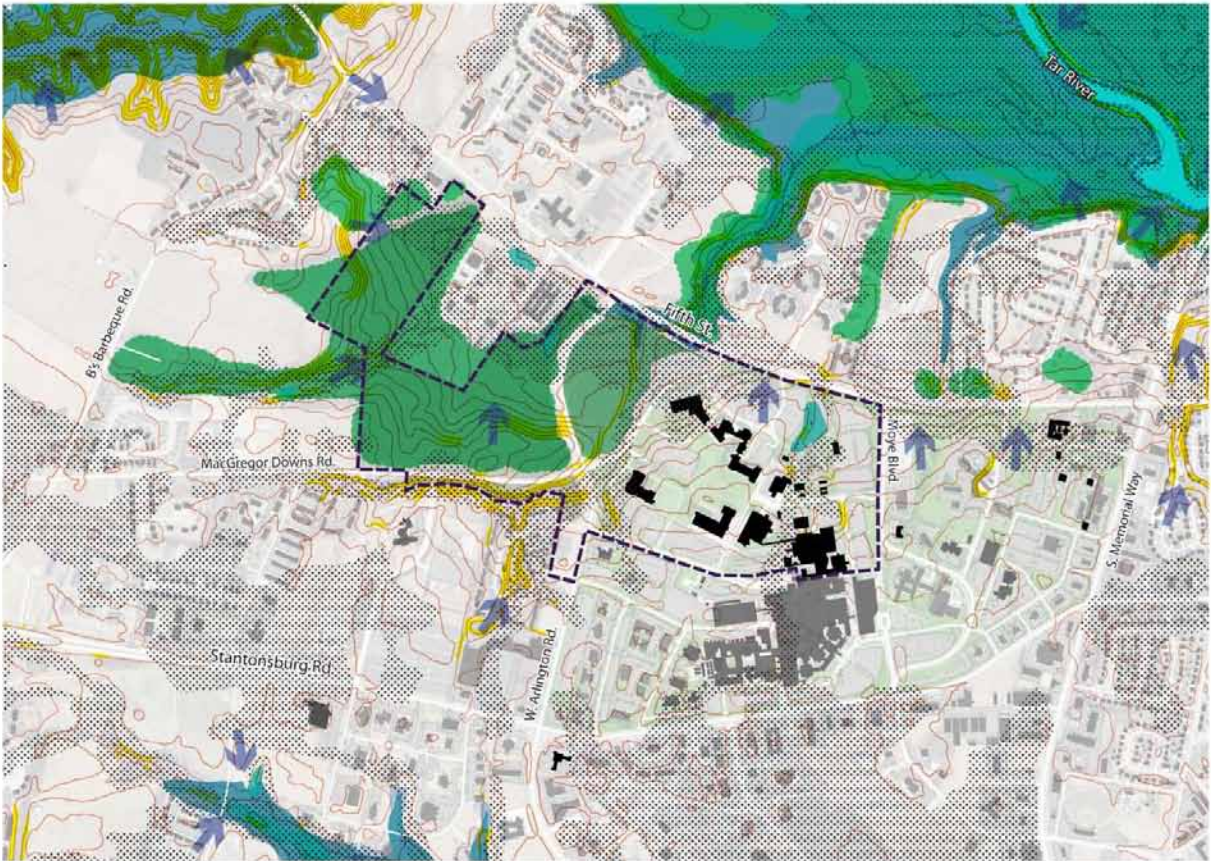 Tar River
B's Barbeque Rd.
Fifth St.
MacGregor Downs Rd.
Moye Blvd.
S. Memorial Way
Stantonsburg Rd.
W. Arlington Rd.